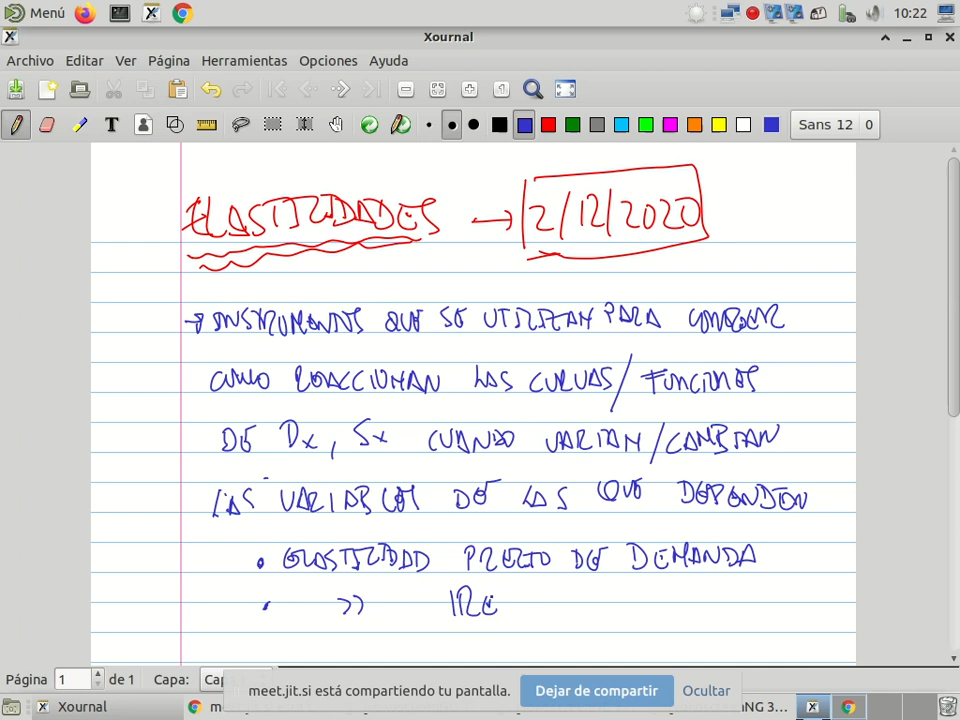 Menú
10:22
Xournal
Archivo Editar Ver Página Herramientas Opciones Ayuda
Sans 12 0
ELASTICIDADES → 2/12/2020
→ INSTRUMENTOS QUE SE UTILIZAN PARA CONOCER
COMO REACCIONAN LAS CURVAS/FUNCIONES
DE Dx, Sx CUANDO VARIAN/CAMBIAN
LAS VARIABLES DE LAS QUE DEPENDEN
• ELASTICIDAD PRECIO DE DEMANDA
• >>
Página 1 de 1 Capa:
meet.jit.si está compartiendo tu pantalla. Dejar de compartir Ocultar
Xournal